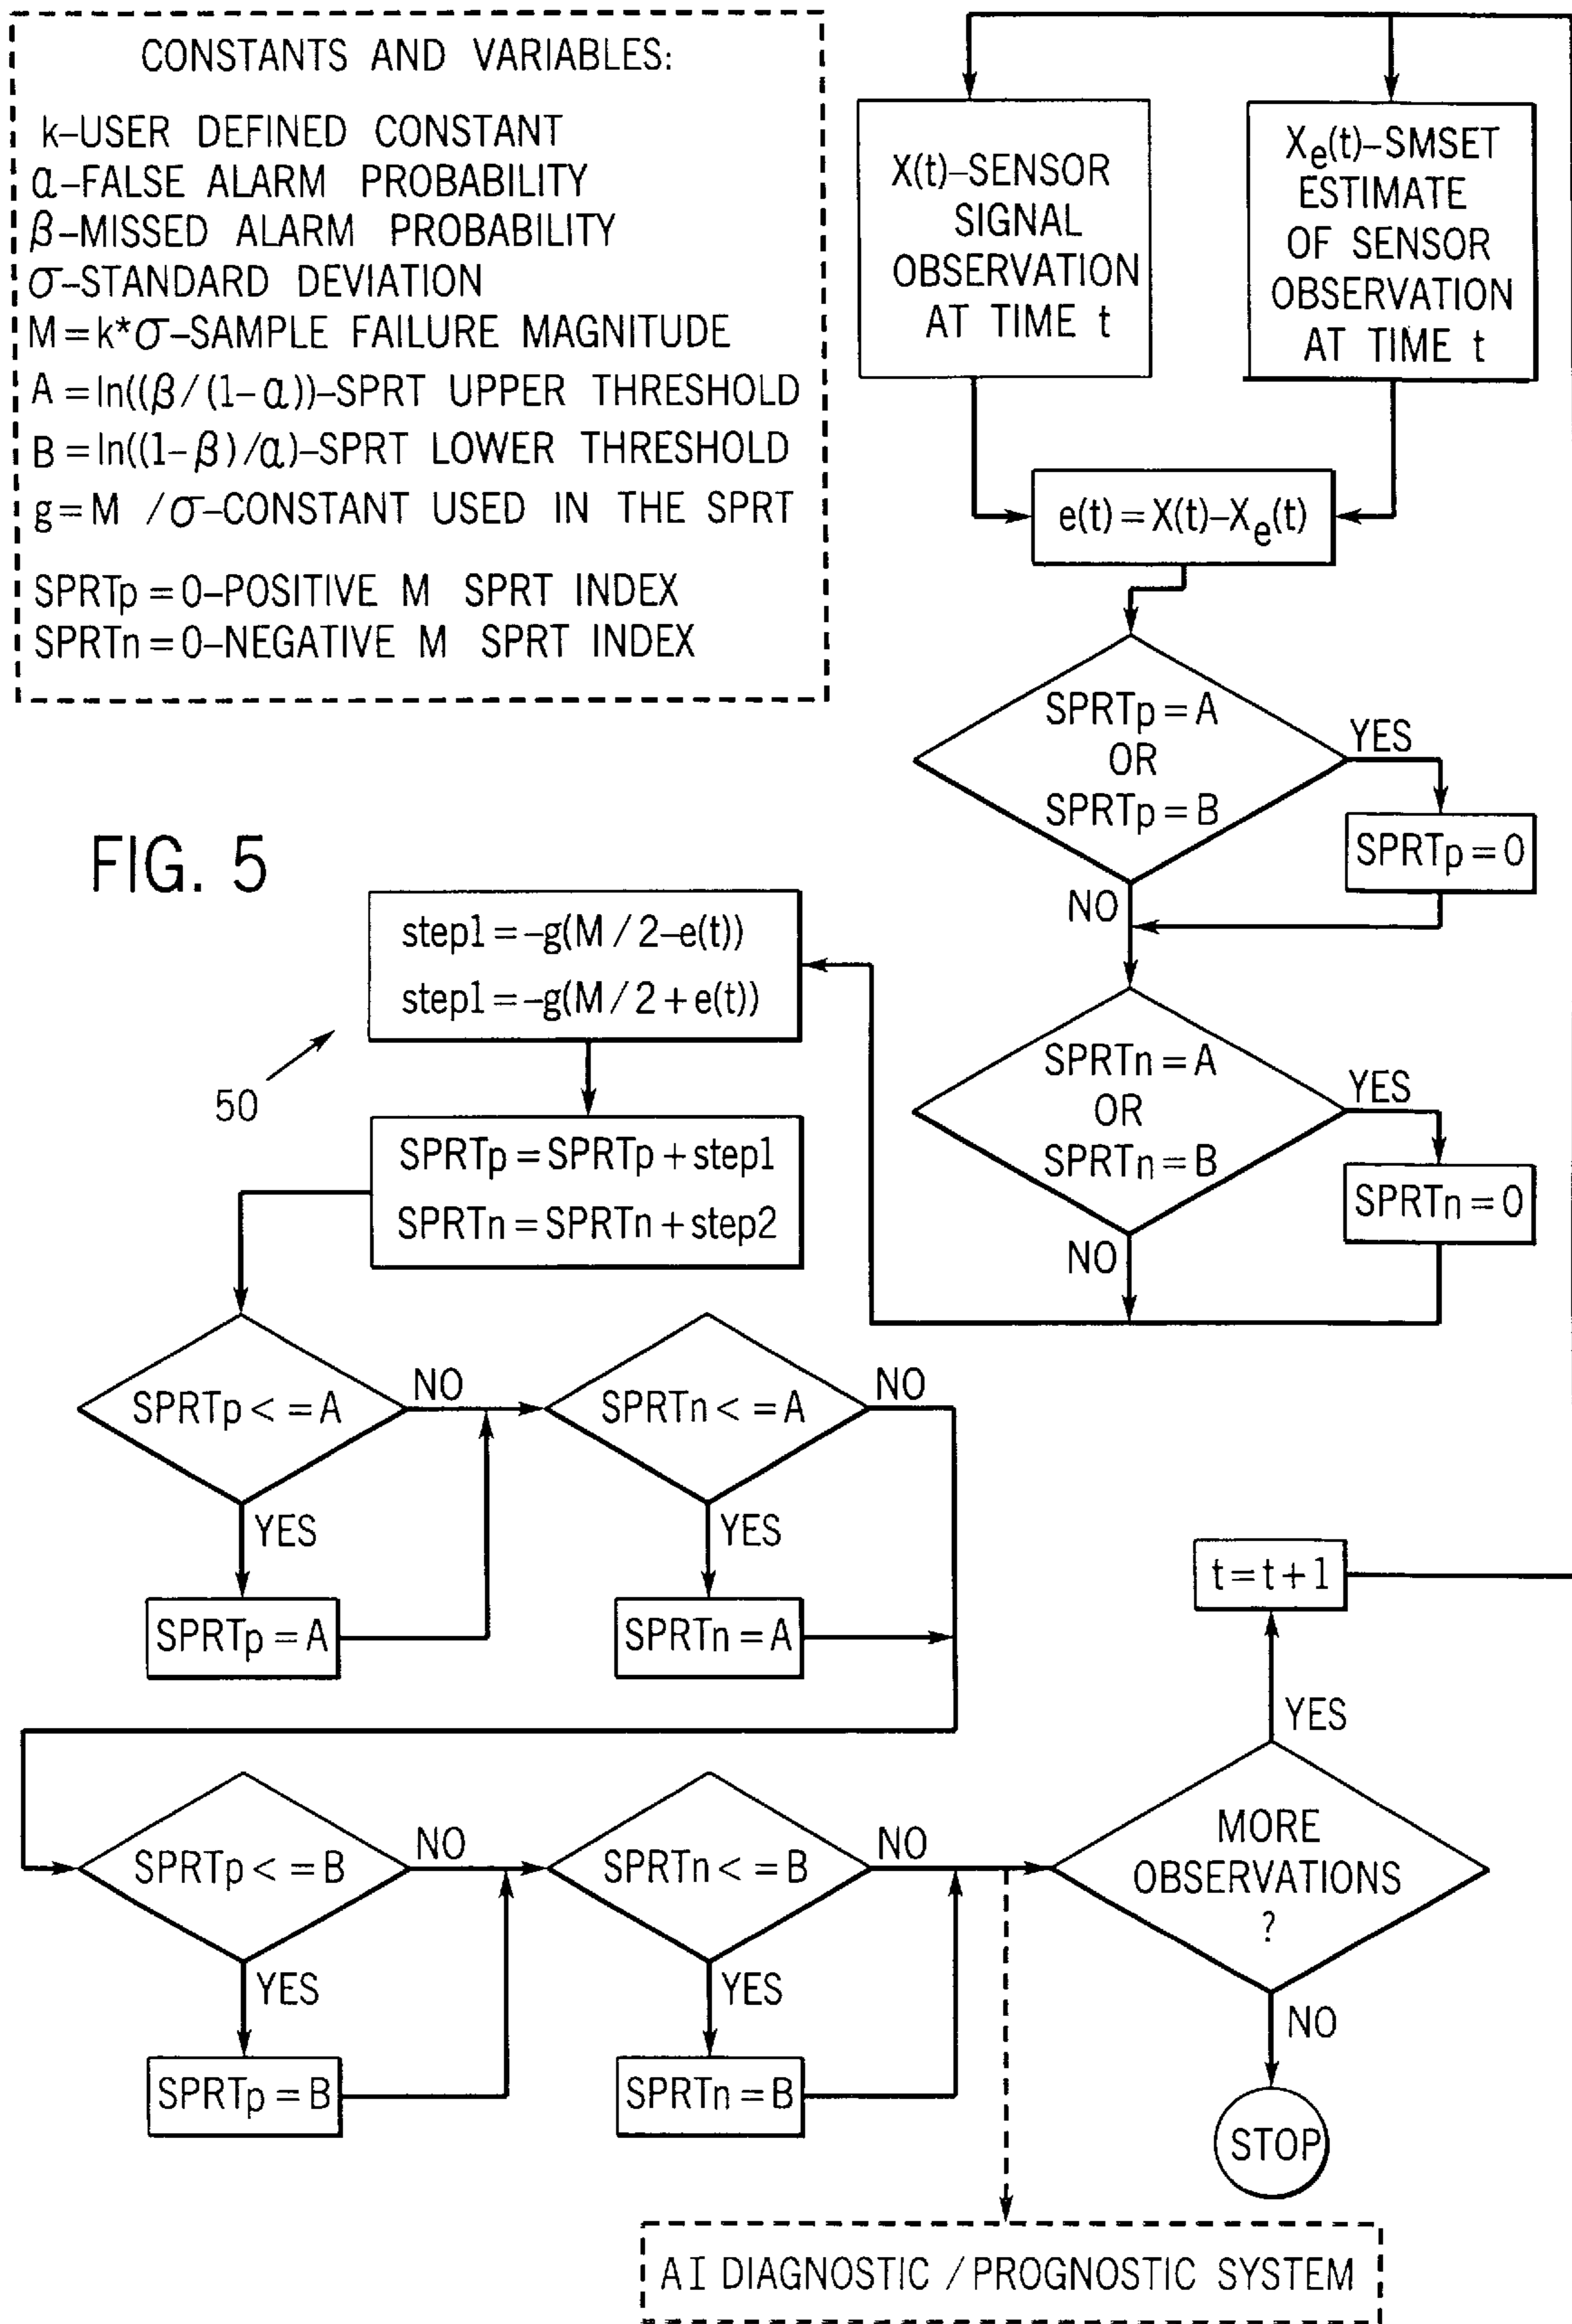 CONSTANTS AND VARIABLES:
k–USER DEFINED CONSTANT
α–FALSE ALARM PROBABILITY
β–MISSED ALARM PROBABILITY
σ–STANDARD DEVIATION
M=k*σ–SAMPLE FAILURE MAGNITUDE
A=ln((β/(1-α))–SPRT UPPER THRESHOLD
B=ln((1-β)/α)–SPRT LOWER THRESHOLD
g=M /σ–CONSTANT USED IN THE SPRT
SPRTp=0–POSITIVE M SPRT INDEX
SPRTn=0–NEGATIVE M SPRT INDEX
X(t)–SENSOR
SIGNAL
OBSERVATION
AT TIME t
Xe(t)–SMSET
ESTIMATE
OF SENSOR
OBSERVATION
AT TIME t
e(t)=X(t)–Xe(t)
SPRTp=A
OR
SPRTp=B
YES
SPRTp=0
NO
SPRTn=A
OR
SPRTn=B
YES
SPRTn=0
NO
FIG. 5
step1=-g(M/2–e(t))
step1=-g(M/2+e(t))
50
SPRTp=SPRTp+step1
SPRTn=SPRTn+step2
SPRTp<=A
NO
YES
SPRTp=A
SPRTn<=A
NO
YES
SPRTn=A
SPRTp<=B
NO
YES
SPRTp=B
SPRTn<=B
NO
YES
SPRTn=B
t=t+1
YES
MORE
OBSERVATIONS
?
NO
STOP
AI DIAGNOSTIC /PROGNOSTIC SYSTEM